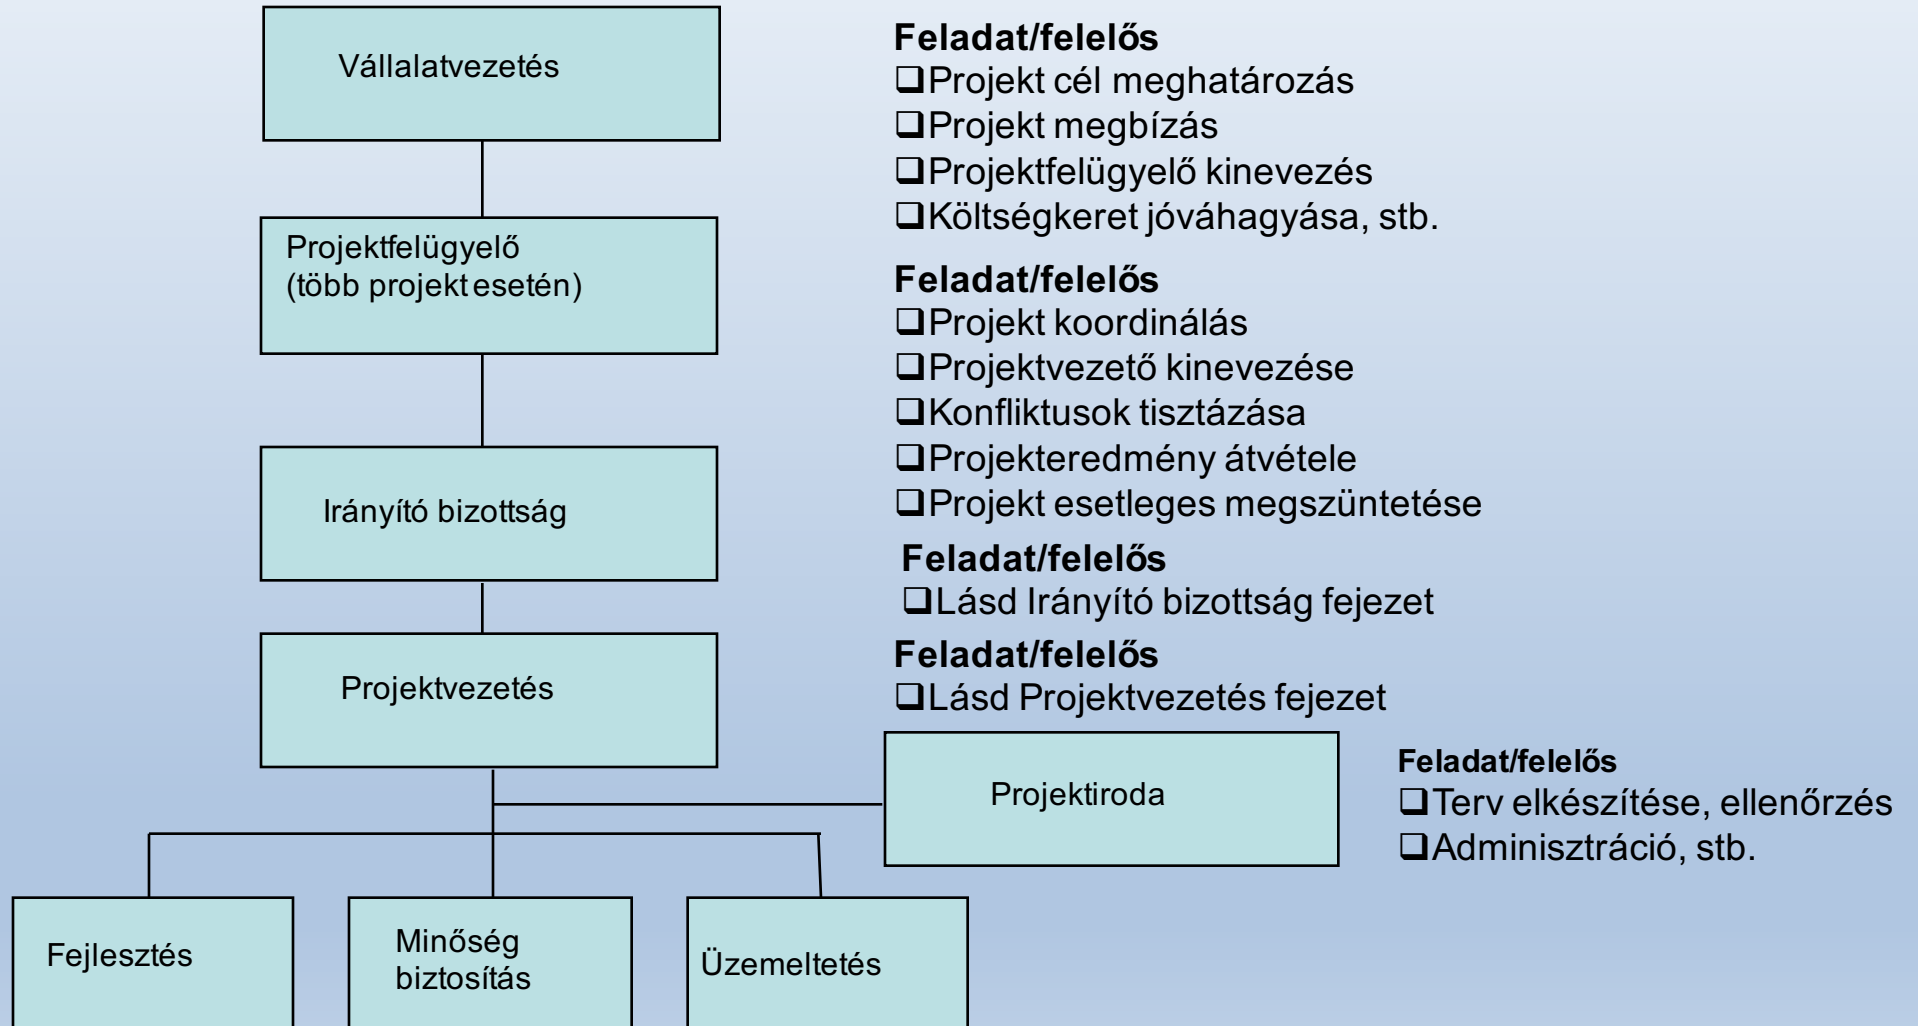 Vállalatvezetés
Feladat/felelős
❑Projekt cél meghatározás
❑Projekt megbízás
❑Projektfelügyelő kinevezés
❑Költségkeret jóváhagyása, stb.
Projektfelügyelő
(több projekt esetén)
Feladat/felelős
❑Projekt koordinálás
❑Projektvezető kinevezése
❑Konfliktusok tisztázása
❑Projekteredmény átvétele
❑Projekt esetleges megszüntetése
Irányító bizottság
Feladat/felelős
❑Lásd Irányító bizottság fejezet
Projektvezetés
Feladat/felelős
❑Lásd Projektvezetés fejezet
Projektiroda
Feladat/felelős
❑Terv elkészítése, ellenőrzés
❑Adminisztráció, stb.
Fejlesztés
Minőség
biztosítás
Üzemeltetés